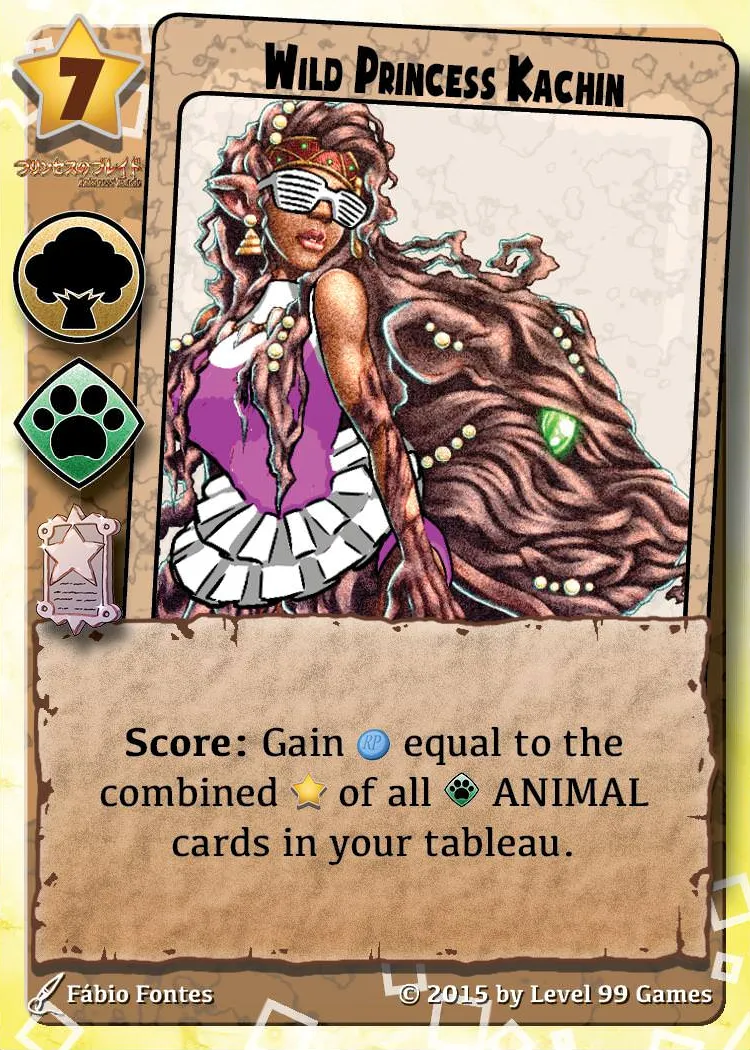 7
WILD PRINCESS KACHIN
プリンセスのブレイド
Score: Gain RP equal to the
combined of all ANIMAL
cards in your tableau.
Fábio Fontes
© 2015 by Level 99 Games